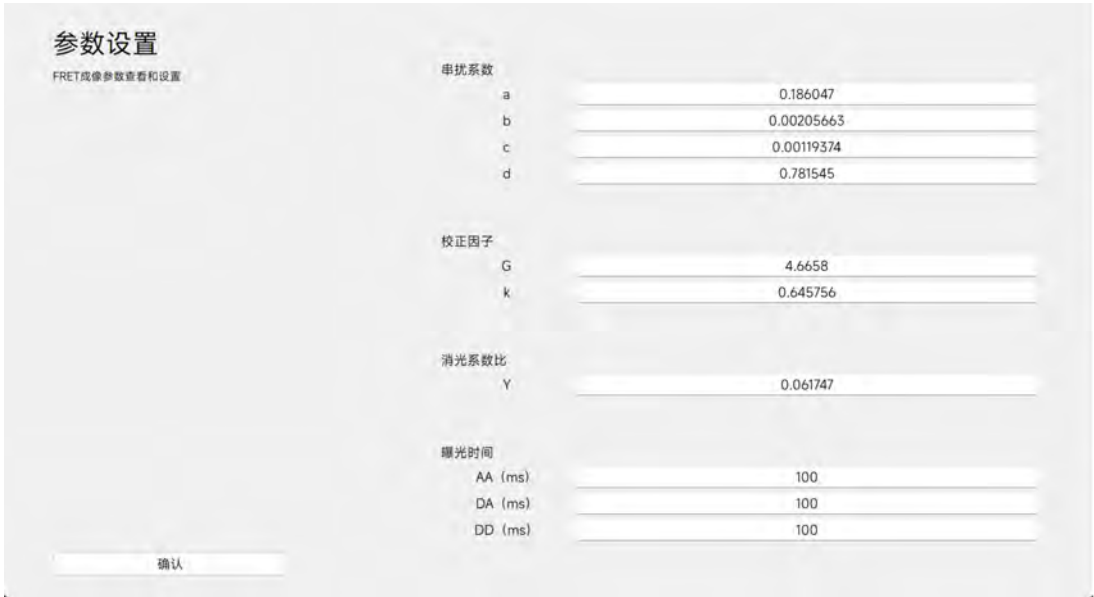 参数设置
FRET成像参数查看和设置
串扰系数
a 0.186047
b 0.00205663
c 0.00119374
d 0.781545
校正因子
G 4.6658
k 0.645756
消光系数比
Y 0.061747
曝光时间
AA (ms) 100
DA (ms) 100
DD (ms) 100
确认